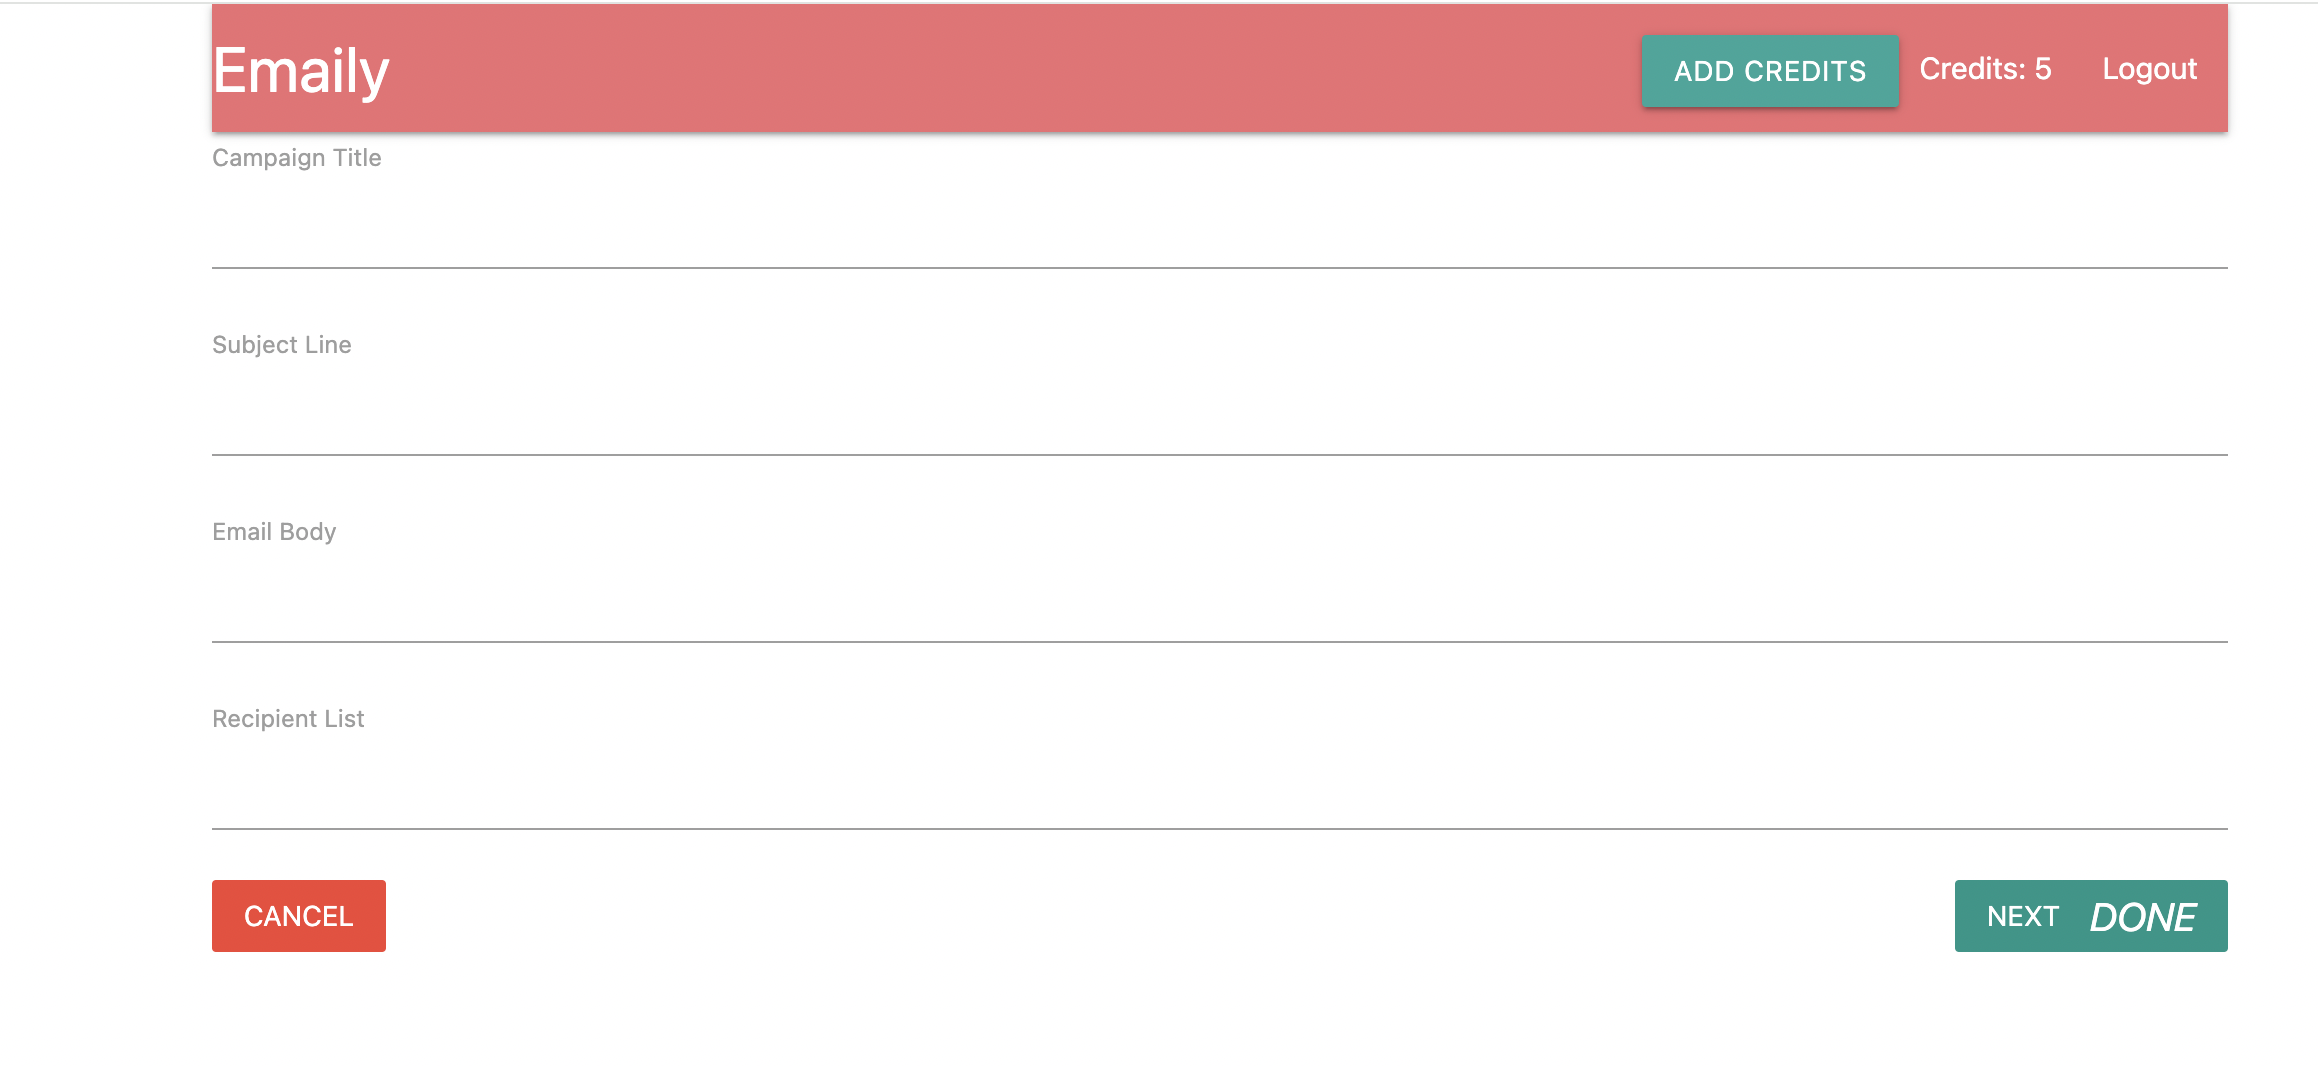 Emaily
ADD CREDITS Credits: 5 Logout
Campaign Title
Subject Line
Email Body
Recipient List
CANCEL
NEXT DONE